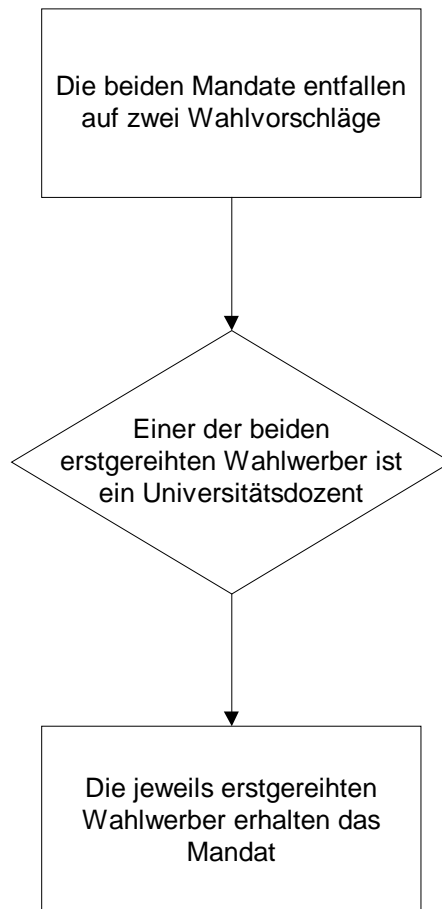 Die beiden Mandate entfallen
auf zwei Wahlvorschläge
Einer der beiden
erstgereihten Wahlwerber ist
ein Universitätsdozent
Die jeweils erstgereihten
Wahlwerber erhalten das
Mandat